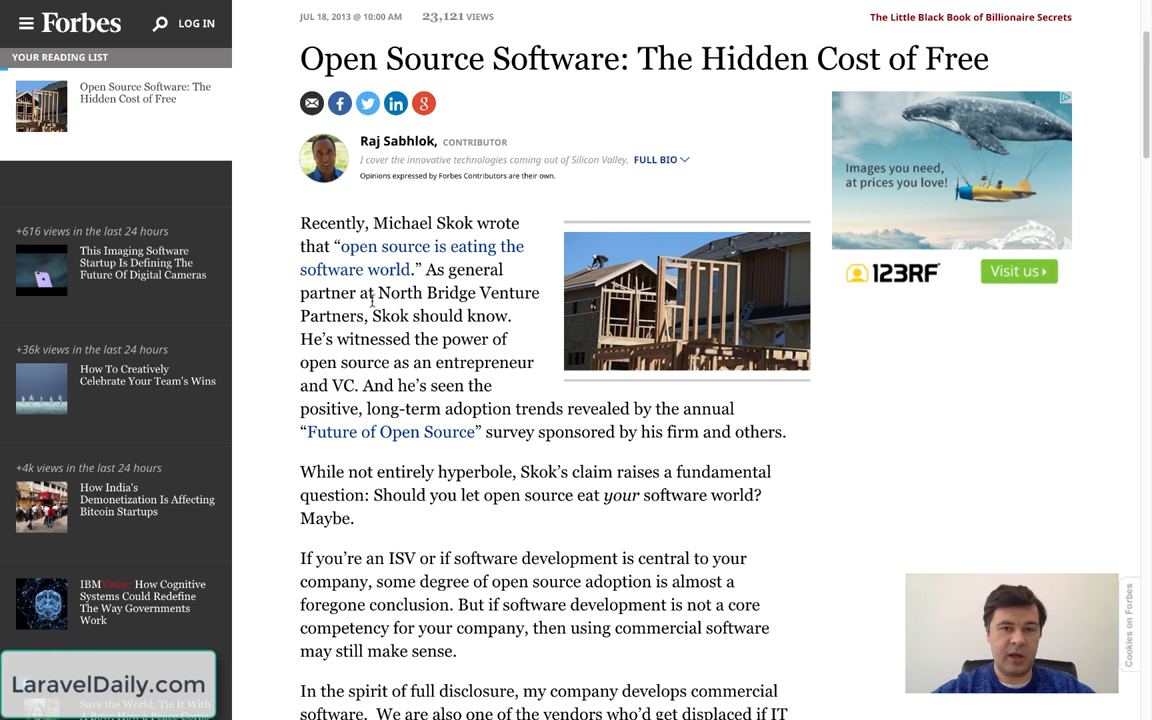 Forbes
LOG IN
YOUR READING LIST
Open Source Software: The
Hidden Cost of Free
+616 views in the last 24 hours
This Imaging Software
Startup Is Defining The
Future Of Digital Cameras
+36k views in the last 24 hours
How To Creatively
Celebrate Your Team's Wins
+4k views in the last 24 hours
How India's
Demonetization Is Affecting
Bitcoin Startups
IBMVoice: How Cognitive
Systems Could Redefine
The Way Governments
Work
LaravelDaily.com
Save the World, Tie It With
JUL 18, 2013 @ 10:00 AM
23,121 VIEWS
The Little Black Book of Billionaire Secrets
Open Source Software: The Hidden Cost of Free
Raj Sabhlok, CONTRIBUTOR
I cover the innovative technologies coming out of Silicon Valley. FULL BIO
Opinions expressed by Forbes Contributors are their own.
Recently, Michael Skok wrote
that “open source is eating the
software world.” As general
partner at North Bridge Venture
Partners, Skok should know.
He’s witnessed the power of
open source as an entrepreneur
and VC. And he’s seen the
positive, long-term adoption trends revealed by the annual
“Future of Open Source” survey sponsored by his firm and others.
While not entirely hyperbole, Skok’s claim raises a fundamental
question: Should you let open source eat your software world?
Maybe.
If you’re an ISV or if software development is central to your
company, some degree of open source adoption is almost a
foregone conclusion. But if software development is not a core
competency for your company, then using commercial software
may still make sense.
In the spirit of full disclosure, my company develops commercial
software. We are also one of the vendors who’d get displaced if IT
Images you need,
at prices you love!
123RF
Visit us
Cookies on Forbes